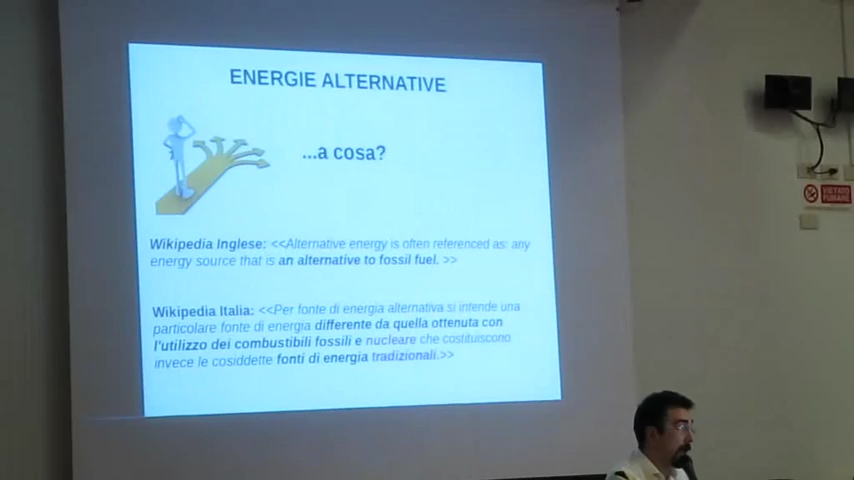 ENERGIE ALTERNATIVE
...a cosa?
Wikipedia Inglese: <<Alternative energy is often referenced as: any
energy source that is an alternative to fossil fuel. >>
Wikipedia Italia: <<Per fonte di energia alternativa si intende una
particolare fonte di energia differente da quella ottenuta con
l'utilizzo dei combustibili fossili e nucleare che costituiscono
invece le cosiddette fonti di energia tradizionali.>>
VIETATO
FUMARE